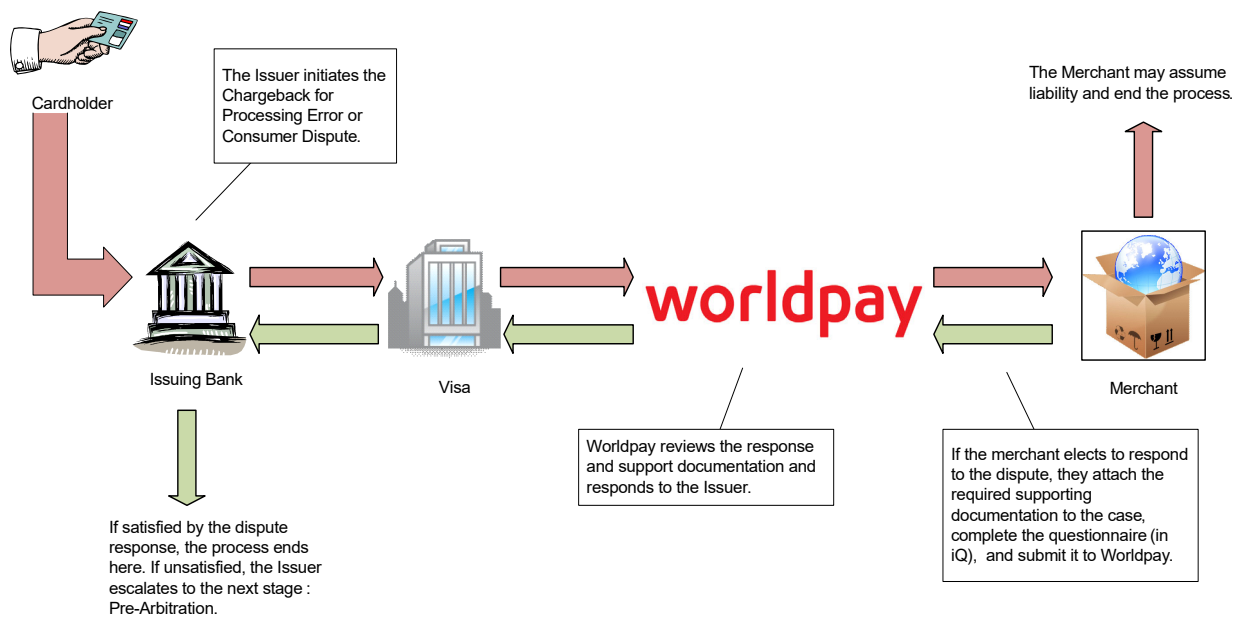 Cardholder
The Issuer initiates the
Chargeback for
Processing Error or
Consumer Dispute.
The Merchant may assume
liability and end the process.
worldpay
Issuing Bank
Visa
Merchant
If satisfied by the dispute
response, the process ends
here. If unsatisfied, the Issuer
escalates to the next stage :
Pre-Arbitration.
Worldpay reviews the response
and support documentation and
responds to the Issuer.
If the merchant elects to respond
to the dispute, they attach the
required supporting
documentation to the case,
complete the questionnaire (in
iQ),  and submit it to Worldpay.